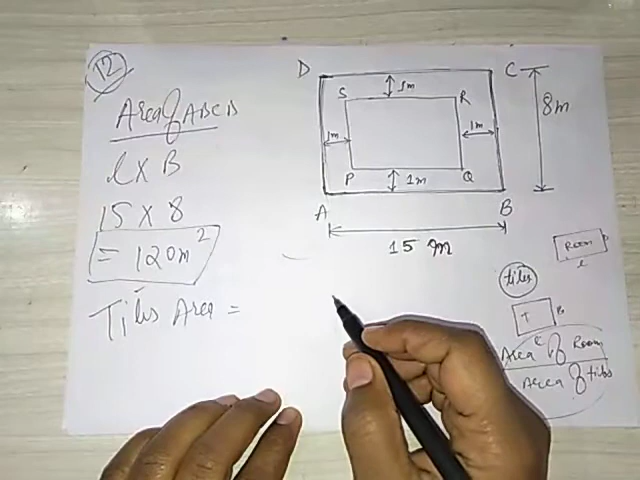 12
Area of ABCD
l X B
15 X 8
= 120m²
Tiles Area =
D
C
S
R
1m
1m
1m
1m
P
Q
A
B
8m
15 m
Room
B
l
tiles
T
B
l
Area of Room
Area of tiles